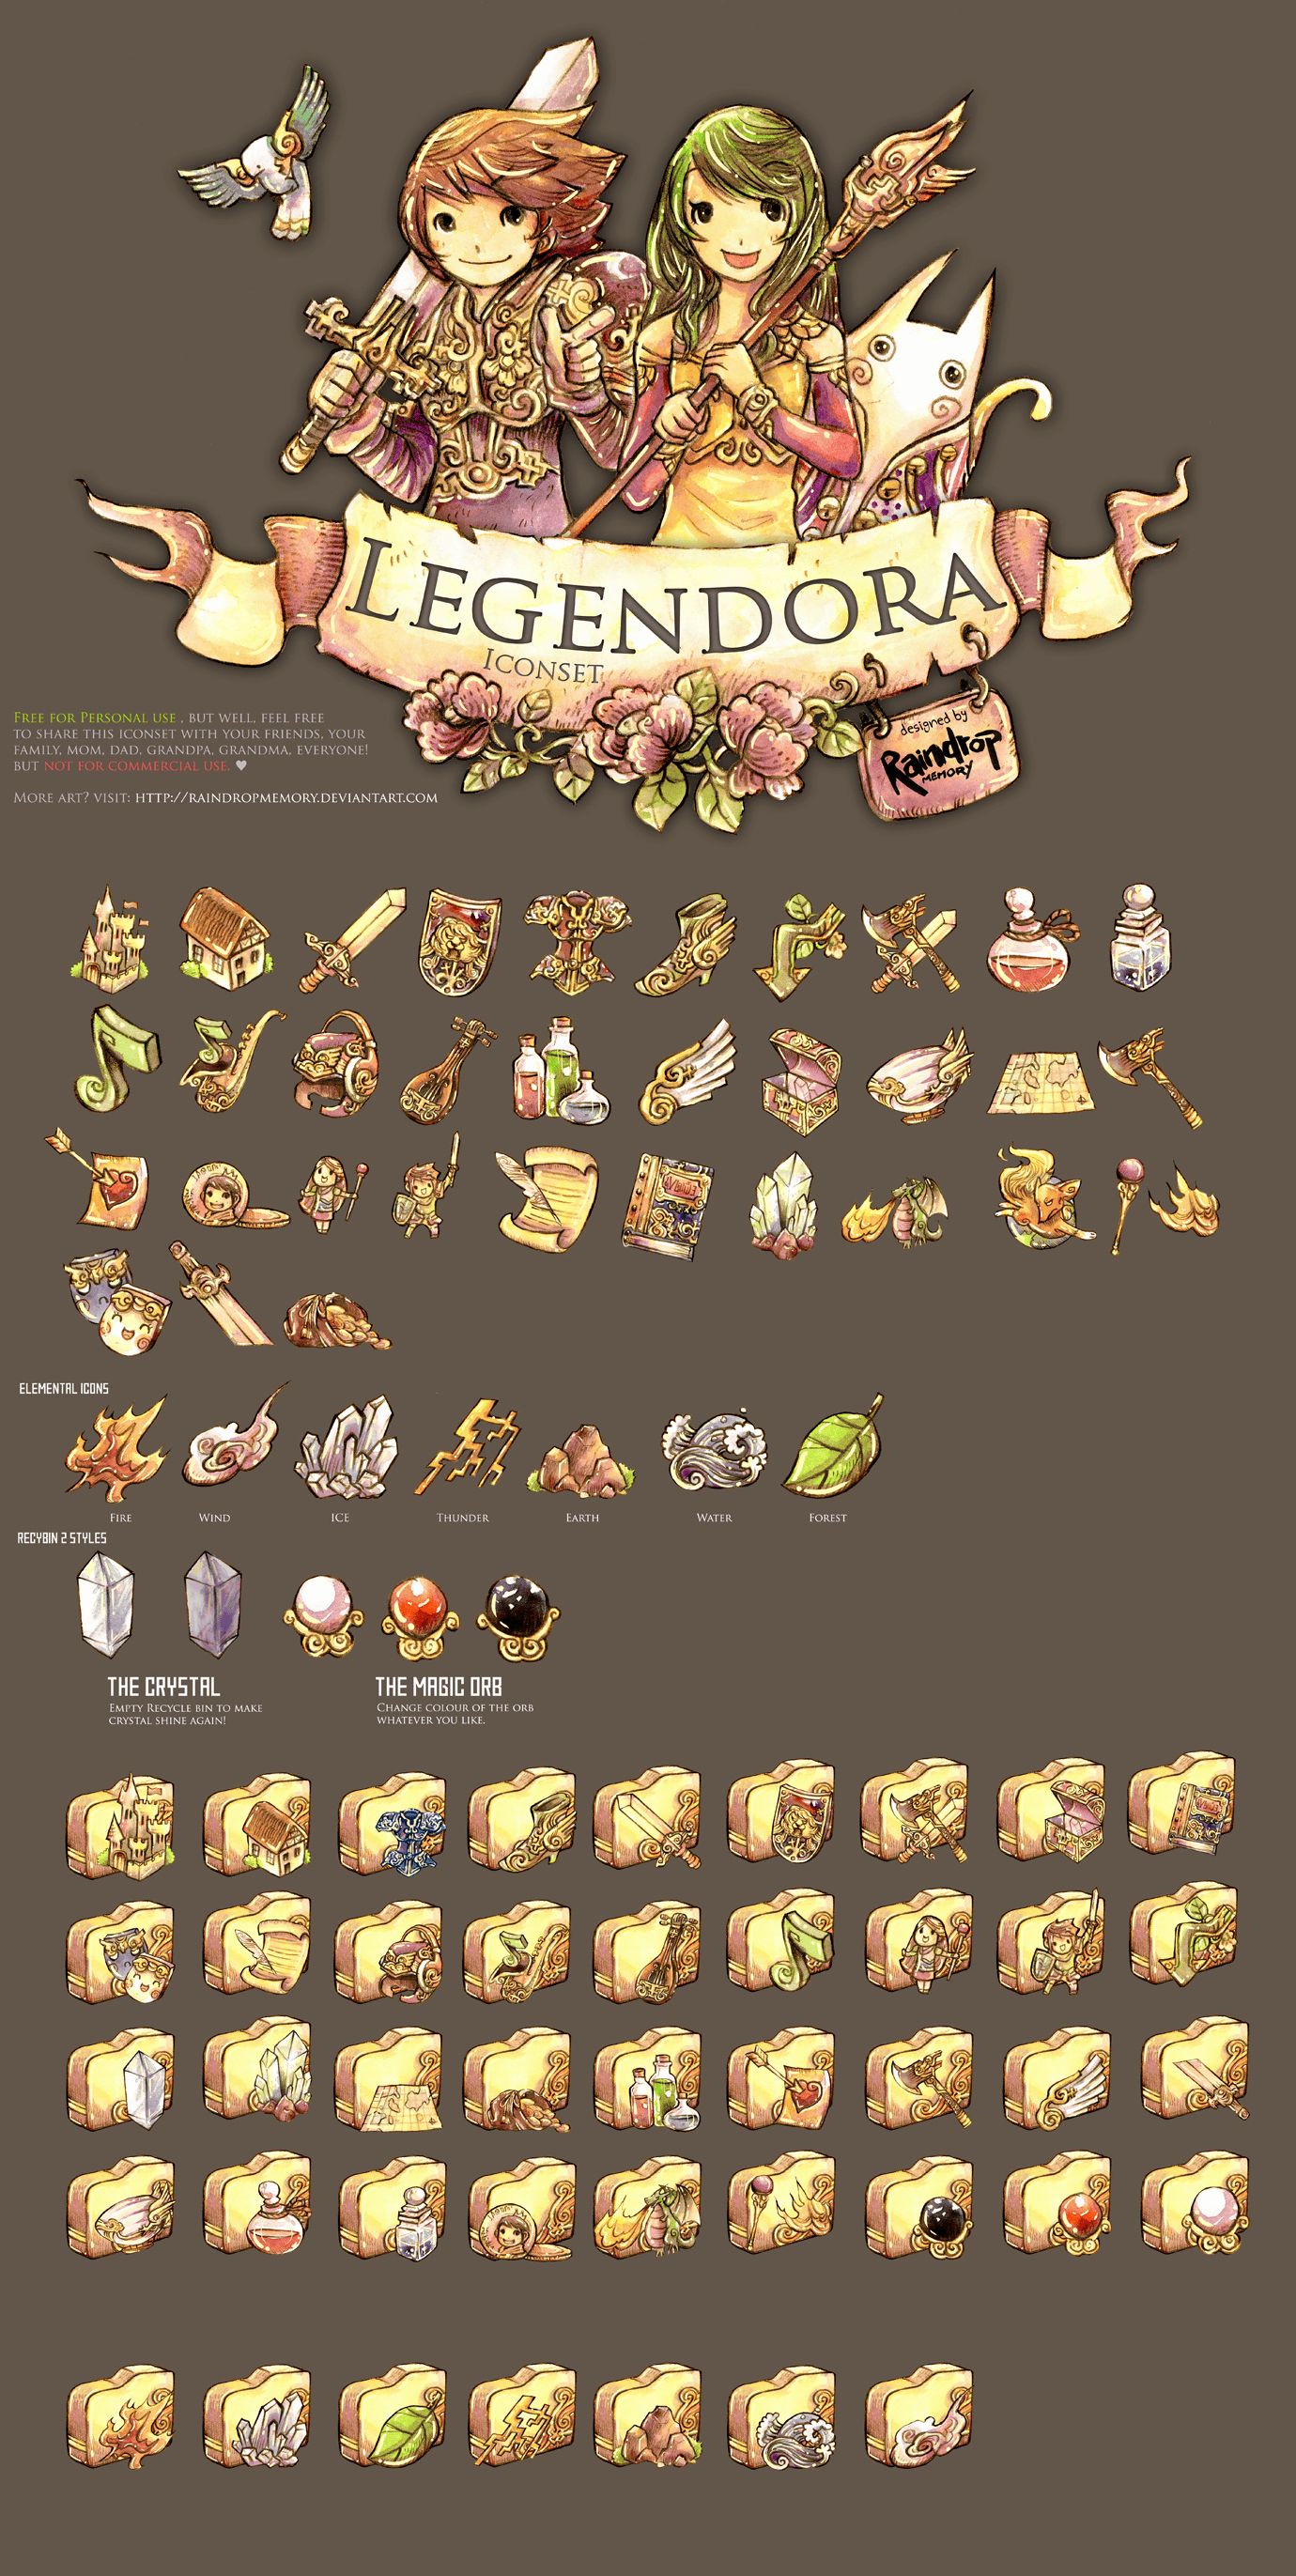 LEGENDORA
ICONSET
designed by
Raindrop
MEMORY
FREE FOR PERSONAL USE , BUT WELL, FEEL FREE
TO SHARE THIS ICONSET WITH YOUR FRIENDS, YOUR
FAMILY, MOM, DAD, GRANDPA, GRANDMA, EVERYONE!
BUT NOT FOR COMMERCIAL USE. ♥
MORE ART? VISIT: HTTP://RAINDROPMEMORY.DEVIANTART.COM
ELEMENTAL ICONS
FIRE
WIND
ICE
THUNDER
EARTH
WATER
FOREST
RECYBIN 2 STYLES
THE CRYSTAL
EMPTY RECYCLE BIN TO MAKE
CRYSTAL SHINE AGAIN!
THE MAGIC ORB
CHANGE COLOUR OF THE ORB
WHATEVER YOU LIKE.